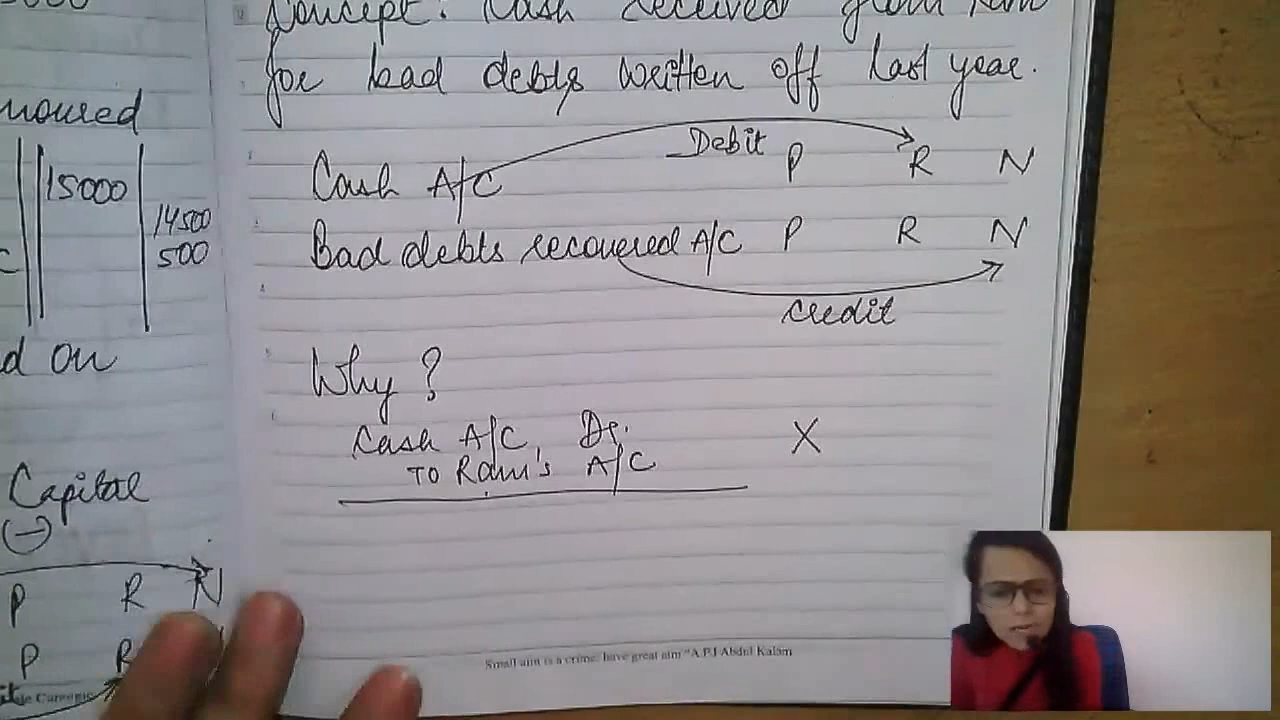 moured
15000
14500
500
d on
Capital
(-)
P R N
P R
Concept: Cash received from Ram
for bad debts written off last year.
Debit
Cash A/C P R N
Bad debts recovered A/C P R N
credit
Why?
Cash A/C Dr. X
To Ram's A/C
Small aim is a crime; have great aim "A.P.J Abdul Kalam